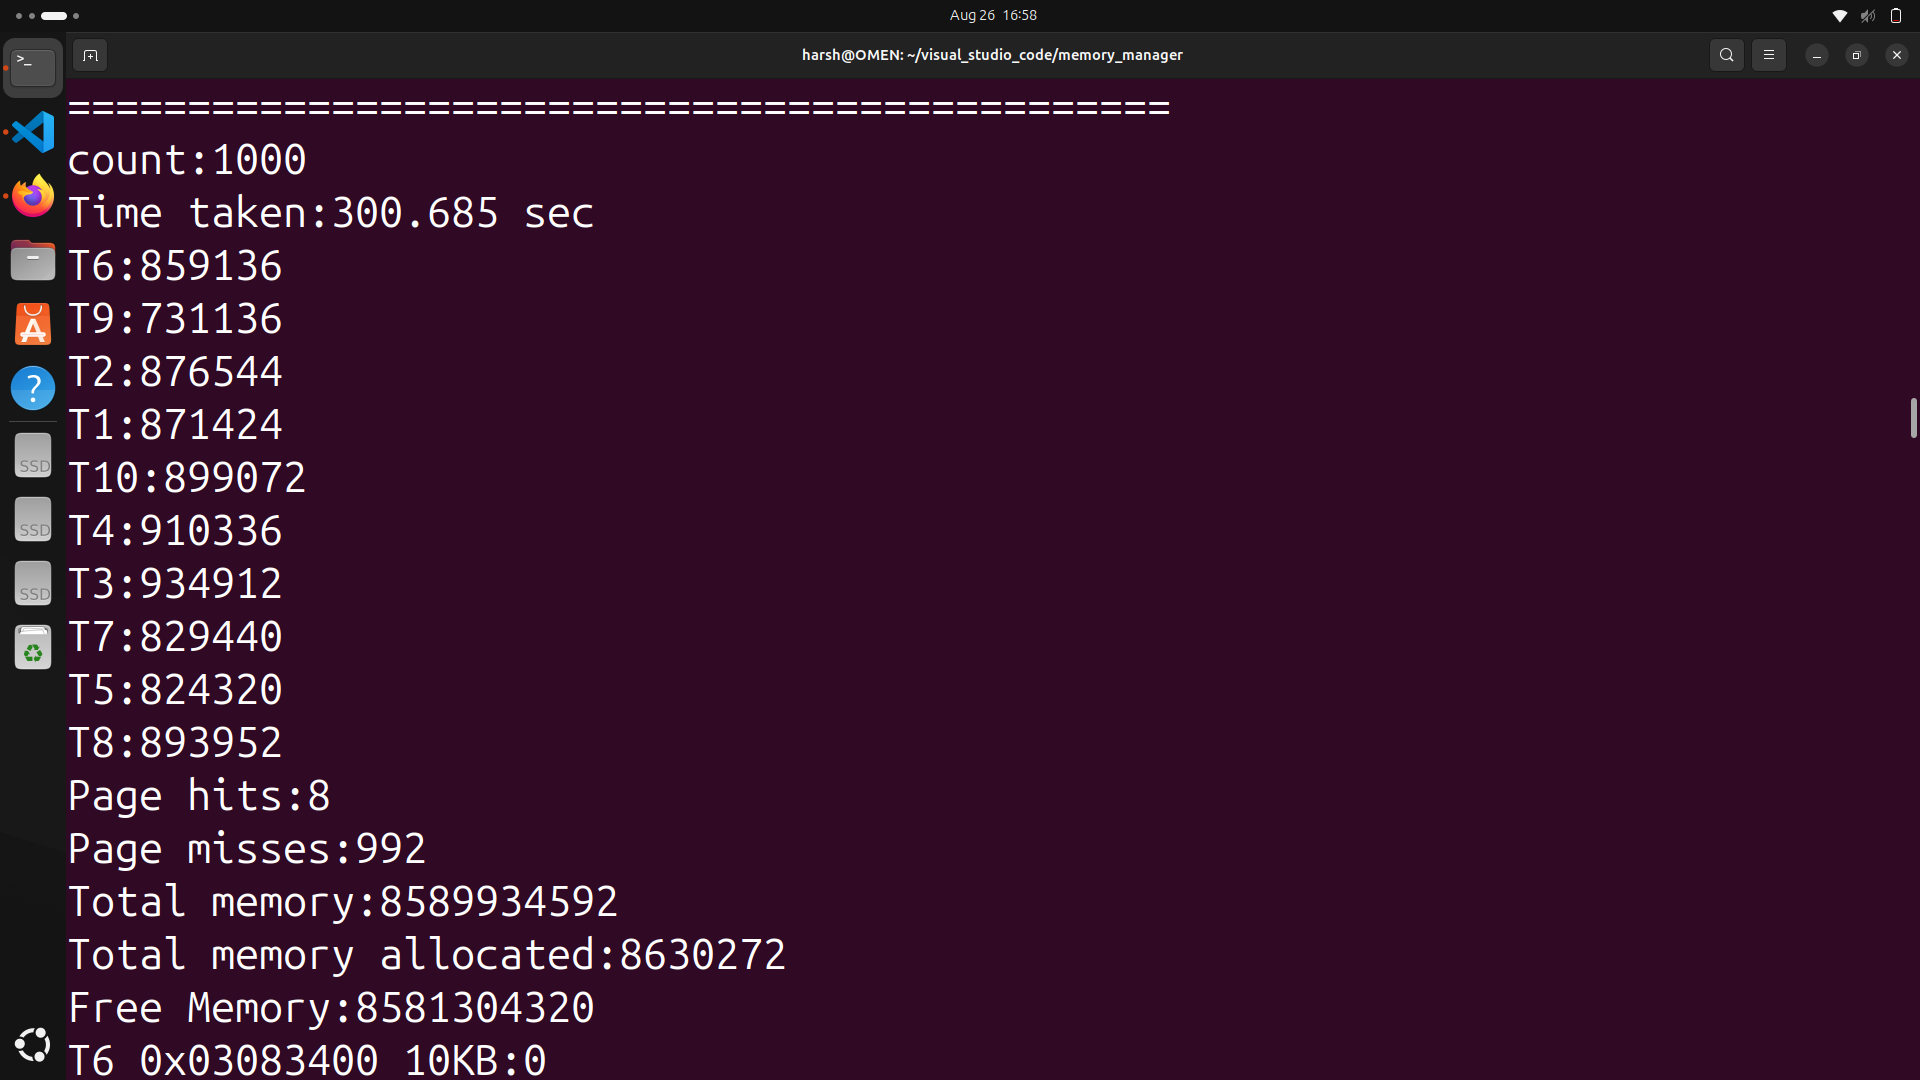 Aug 26 16:58
harsh@OMEN: ~/visual_studio_code/memory_manager
==============================================
count:1000
Time taken:300.685 sec
T6:859136
T9:731136
T2:876544
T1:871424
T10:899072
T4:910336
T3:934912
T7:829440
T5:824320
T8:893952
Page hits:8
Page misses:992
Total memory:8589934592
Total memory allocated:8630272
Free Memory:8581304320
T6 0x03083400 10KB:0
SSD
SSD
SSD